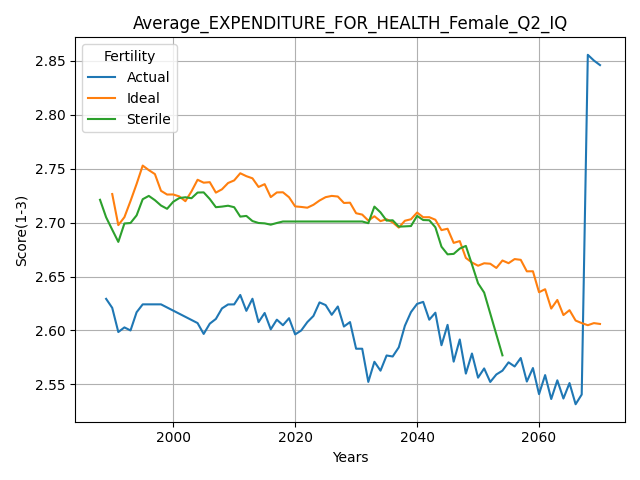 Average_EXPENDITURE_FOR_HEALTH_Female_Q2_IQ
Fertility
Actual
Ideal
Sterile
Score(1-3)
2.85
2.80
2.75
2.70
2.65
2.60
2.55
2000
2020
2040
2060
Years